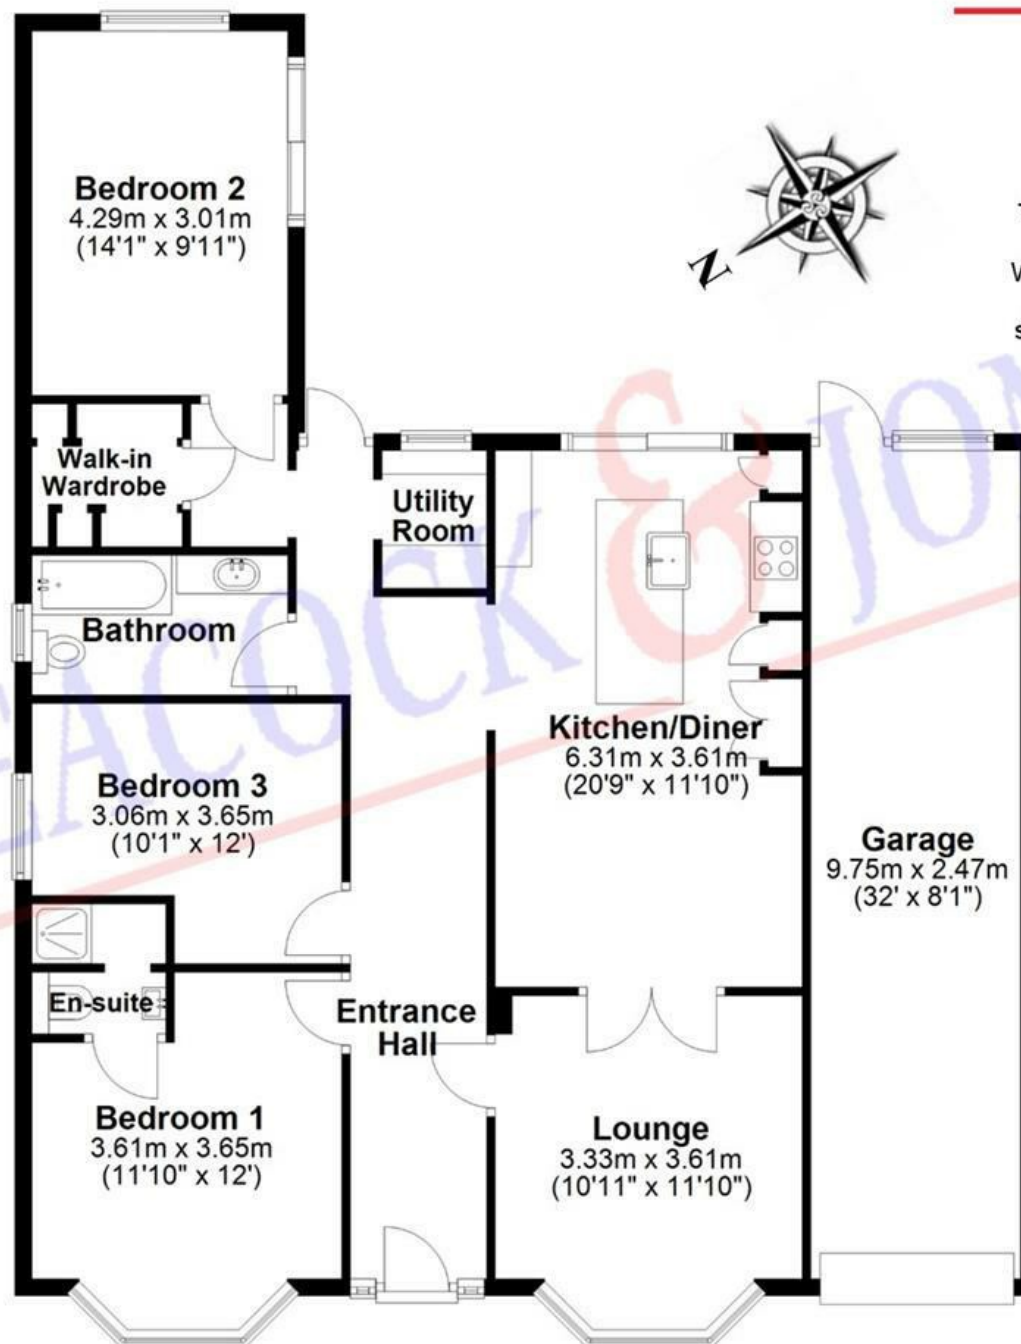 Bedroom 2
4.29m x 3.01m
(14'1" x 9'11")
N
Walk-in
Wardrobe
Utility
Room
Bathroom
Kitchen/Diner
6.31m x 3.61m
(20'9" x 11'10")
Bedroom 3
3.06m x 3.65m
(10'1" x 12')
Garage
9.75m x 2.47m
(32' x 8'1")
En-suite
Entrance
Hall
Bedroom 1
3.61m x 3.65m
(11'10" x 12')
Lounge
3.33m x 3.61m
(10'11" x 11'10")
EACOCK & JON